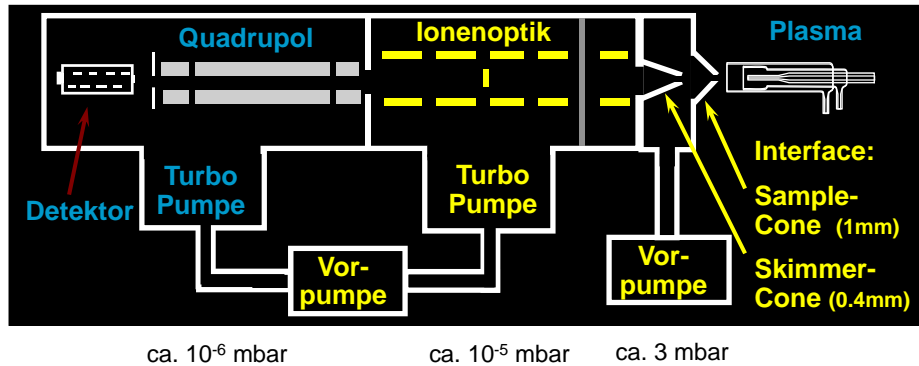 Quadrupol
Ionenoptik
Plasma
Detektor
Turbo
Pumpe
Turbo
Pumpe
Vor-
pumpe
Vor-
pumpe
Interface:
Sample-
Cone (1mm)
Skimmer-
Cone (0.4mm)
ca. 10⁻⁶ mbar
ca. 10⁻⁵ mbar
ca. 3 mbar